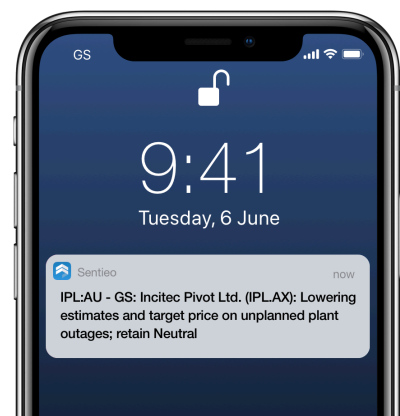 GS
9:41
Tuesday, 6 June
Sentieo
now
IPL:AU - GS: Incitec Pivot Ltd. (IPL.AX): Lowering
estimates and target price on unplanned plant
outages; retain Neutral